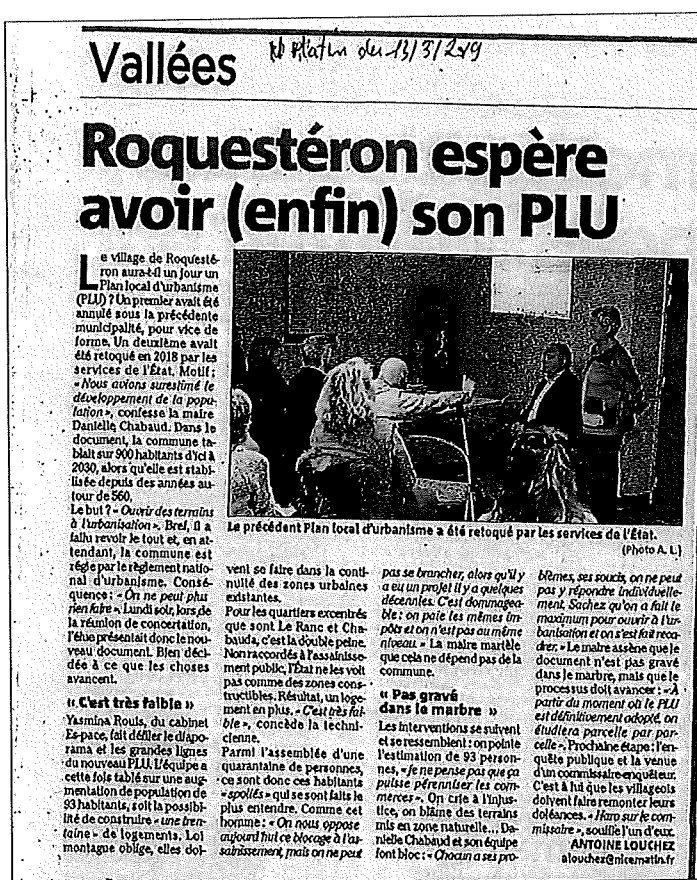 Vallées
Matin du 13/3/2019
Roquestéron espère
avoir (enfin) son PLU
Le village de Roquesté-
ron aura-t-il un jour un
Plan local d'urbanisme
(PLU) ? Un premier avait été
annulé sous la précédente
municipalité, pour vice de
forme. Un deuxième avait
été retoqué en 2018 par les
services de l'État. Motif :
« Nous avions surestimé le
développement de la popu-
lation », confesse la maire
Danielle Chabaud. Dans le
document, la commune ta-
blait sur 900 habitants d'ici à
2030, alors qu'elle est stabi-
lisée depuis des années au-
tour de 560.
Le but ? « Ouvrir des terrains
à l'urbanisation ». Bref, il a
fallu revoir le tout et, en at-
tendant, la commune est
régie par le règlement natio-
nal d'urbanisme. Consé-
quence : « On ne peut plus
rien faire ». Lundi soir, lors de
la réunion de concertation,
l'élue présentait donc le nou-
veau document. Bien déci-
dée à ce que les choses
avancent.
« C'est très faible »
Yasmina Rouls, du cabinet
Es-pace, fait défiler le diapo-
rama et les grandes lignes
du nouveau PLU. L'équipe a
cette fois tablé sur une aug-
mentation de population de
93 habitants, soit la possibi-
lité de construire « une tren-
taine » de logements. Loi
montagne oblige, elles doi-
Le précédent Plan local d'urbanisme a été retoqué par les services de l'État.
(Photo A. L.)
vent se faire dans la conti-
nuité des zones urbaines
existantes.
Pour les quartiers excentrés
que sont Le Ranc et Cha-
bauda, c'est la double peine.
Non raccordés à l'assainisse-
ment public, l'État ne les voit
pas comme des zones cons-
tructibles. Résultat, un loge-
ment en plus. « C'est très fai-
ble », concède la techni-
cienne.
Parmi l'assemblée d'une
quarantaine de personnes,
ce sont donc ces habitants
« spoliés » qui se sont faits le
plus entendre. Comme cet
homme : « On nous oppose
aujourd'hui ce blocage à l'as-
sainissement, mais on ne peut
pas se brancher, alors qu'il y
a eu un projet il y a quelques
décennies. C'est dommagea-
ble : on paie les mêmes im-
pôts et on n'est pas au même
niveau. » La maire martèle
que cela ne dépend pas de la
commune.
« Pas gravé
dans le marbre »
Les interventions se suivent
et se ressemblent : on pointe
l'estimation de 93 person-
nes, « je ne pense pas que ça
puisse pérenniser les com-
merces ». On crie à l'injus-
tice, on blâme des terrains
mis en zone naturelle... Da-
nielle Chabaud et son équipe
font bloc : « Chacun a ses pro-
blèmes, ses soucis, on ne peut
pas y répondre individuelle-
ment. Sachez qu'on a fait le
maximum pour ouvrir à l'ur-
banisation et on s'est fait reca-
drer. » Le maire assène que le
document n'est pas gravé
dans le marbre, mais que le
processus doit avancer : « À
partir du moment où le PLU
est définitivement adopté, on
étudiera parcelle par par-
celle ». Prochaine étape : l'en-
quête publique et la venue
d'un commissaire-enquêteur.
C'est à lui que les villageois
doivent faire remonter leurs
doléances. « Haro sur le com-
missaire », souffle l'un d'eux.
ANTOINE LOUCHEZ
alouchez@nicematin.fr